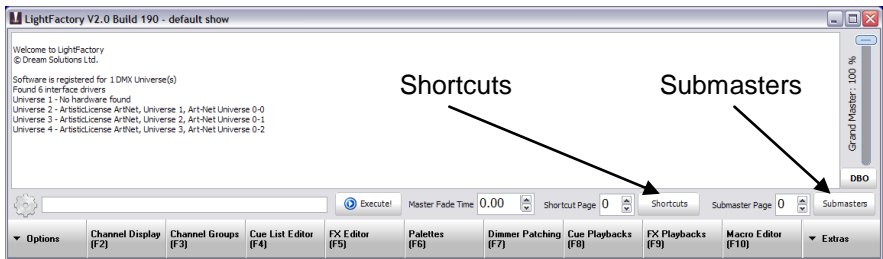 LightFactory V2.0 Build 190 - default show
Welcome to LightFactory
© Dream Solutions Ltd.
Software is registered for 1 DMX Universe(s)
Found 6 interface drivers
Universe 1 - No hardware found
Universe 2 - ArtisticLicense ArtNet, Universe 1, Art-Net Universe 0-0
Universe 3 - ArtisticLicense ArtNet, Universe 2, Art-Net Universe 0-1
Universe 4 - ArtisticLicense ArtNet, Universe 3, Art-Net Universe 0-2
Shortcuts
Submasters
Grand Master: 100 %
DBO
Execute! Master Fade Time 0.00 Shortcut Page 0 Shortcuts Submaster Page 0 Submasters
Options
Channel Display
(F2)
Channel Groups
(F3)
Cue List Editor
(F4)
FX Editor
(F5)
Palettes
(F6)
Dimmer Patching
(F7)
Cue Playbacks
(F8)
FX Playbacks
(F9)
Macro Editor
(F10)
Extras